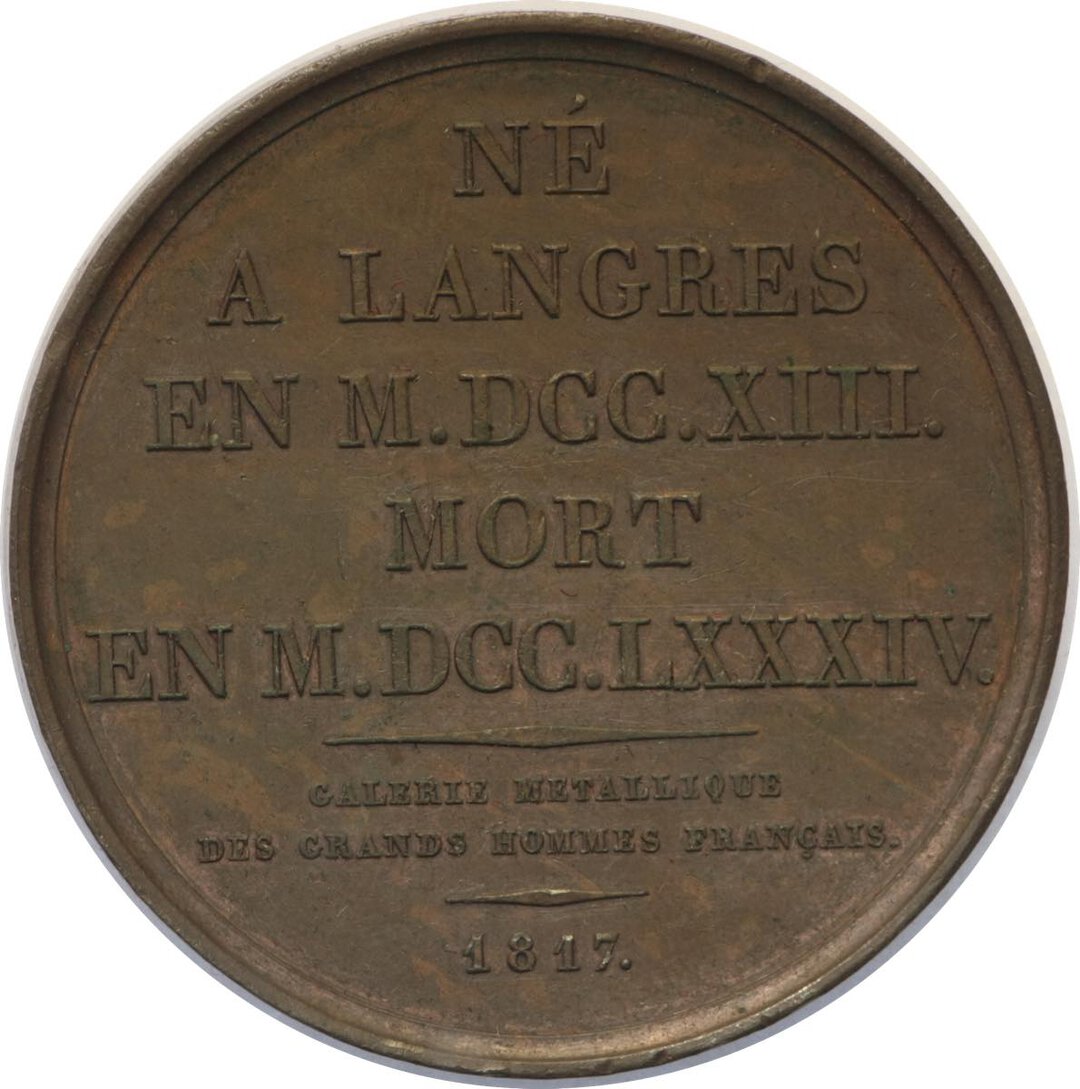 NÉ
A LANGRES
EN M.DCC.XIII.
MORT
EN M.DCC.LXXXIV.
GALERIE METALLIQUE
DES GRANDS HOMMES FRANÇAIS.
1817.